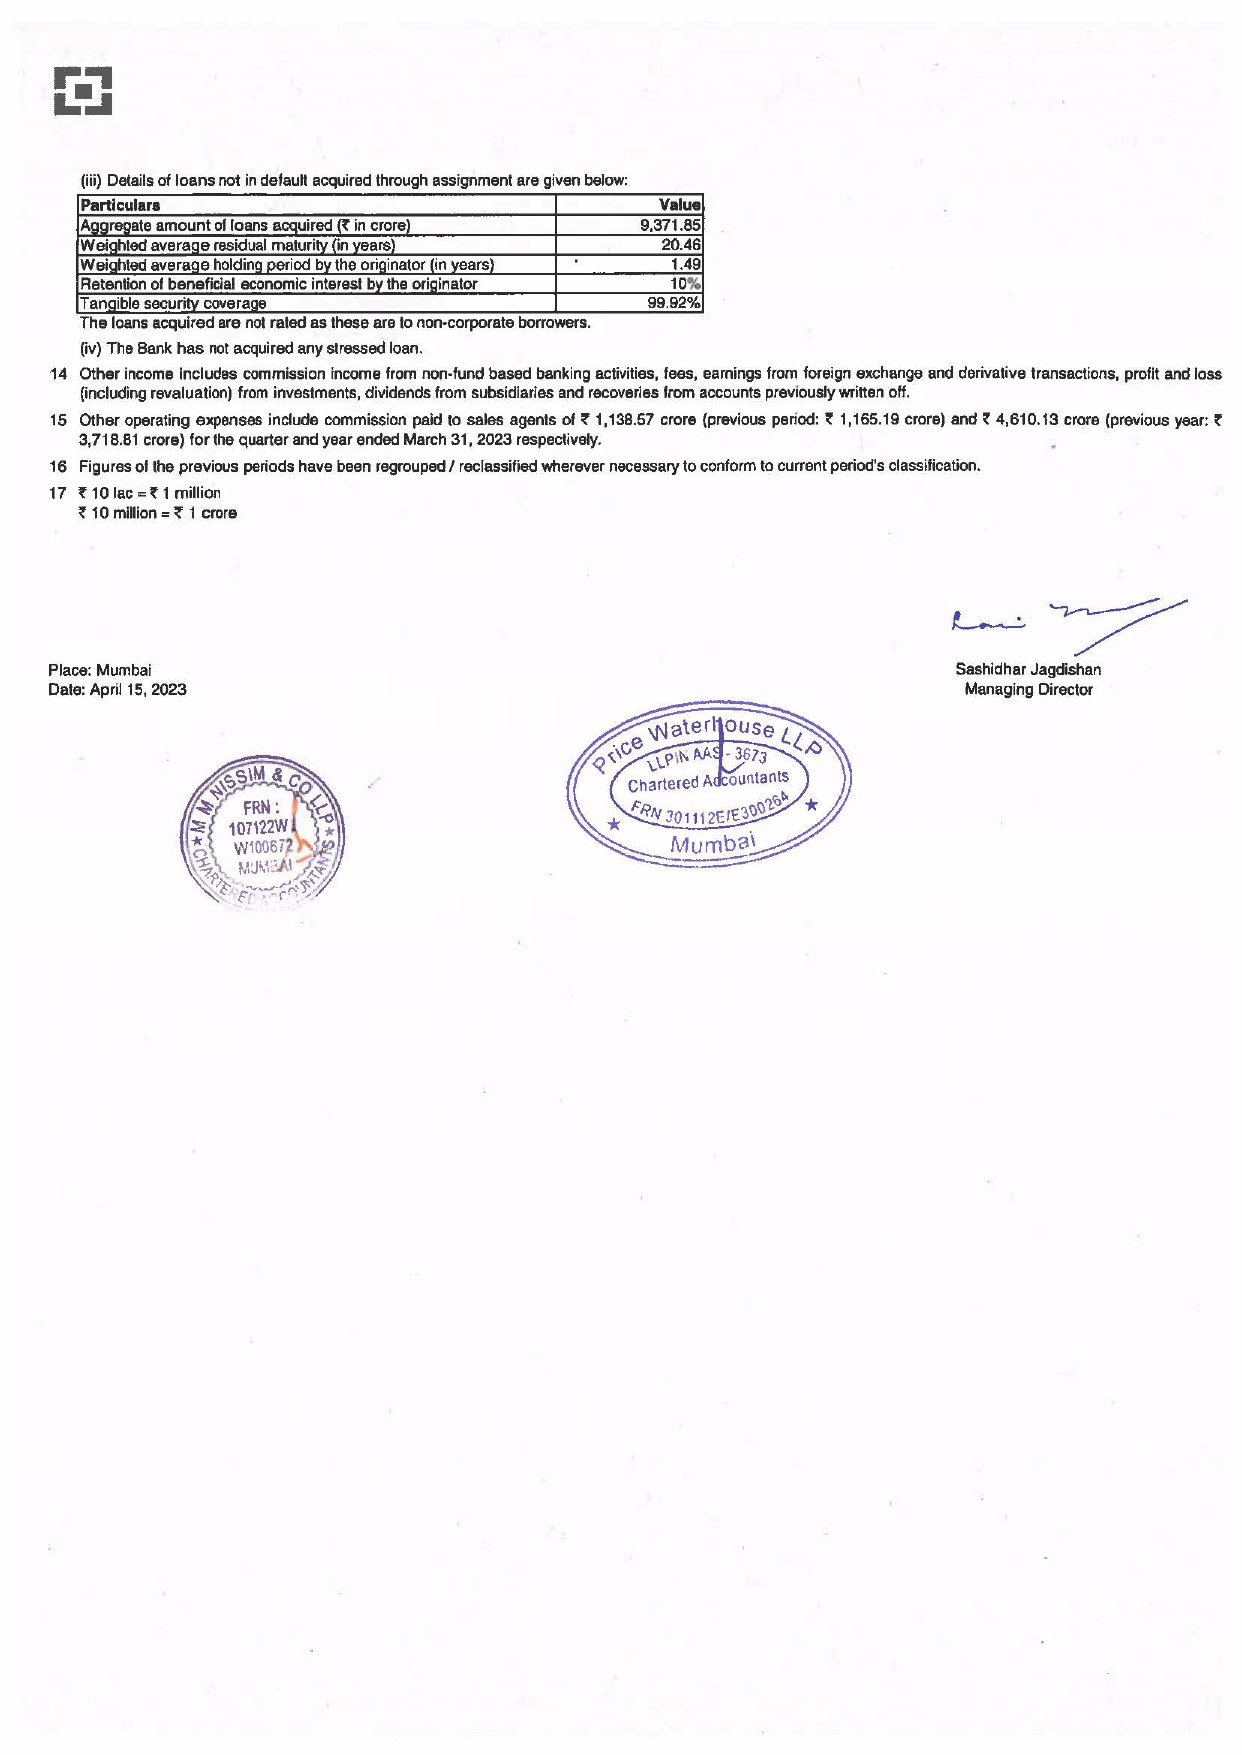 (iii) Details of loans not in default acquired through assignment are given below:
Particulars Value
Aggregate amount of loans acquired (₹ in crore) 9,371.85
Weighted average residual maturity (in years) 20.46
Weighted average holding period by the originator (in years) 1.49
Retention of beneficial economic interest by the originator 10%
Tangible security coverage 99.92%
The loans acquired are not rated as these are to non-corporate borrowers.
(iv) The Bank has not acquired any stressed loan.
14 Other income includes commission income from non-fund based banking activities, fees, earnings from foreign exchange and derivative transactions, profit and loss
(including revaluation) from investments, dividends from subsidiaries and recoveries from accounts previously written off.
15 Other operating expenses include commission paid to sales agents of ₹ 1,138.57 crore (previous period: ₹ 1,165.19 crore) and ₹ 4,610.13 crore (previous year: ₹
3,718.81 crore) for the quarter and year ended March 31, 2023 respectively.
16 Figures of the previous periods have been regrouped / reclassified wherever necessary to conform to current period's classification.
17 ₹ 10 lac = ₹ 1 million
₹ 10 million = ₹ 1 crore
Place: Mumbai
Date: April 15, 2023
Sashidhar Jagdishan
Managing Director
M M NISSIM & CO LLP
FRN :
107122W
W100672
MUMBAI
CHARTERED ACCOUNTANTS
Price Waterhouse LLP
LLPIN AAS - 3673
Chartered Accountants
FRN 301112E/E300264
Mumbai